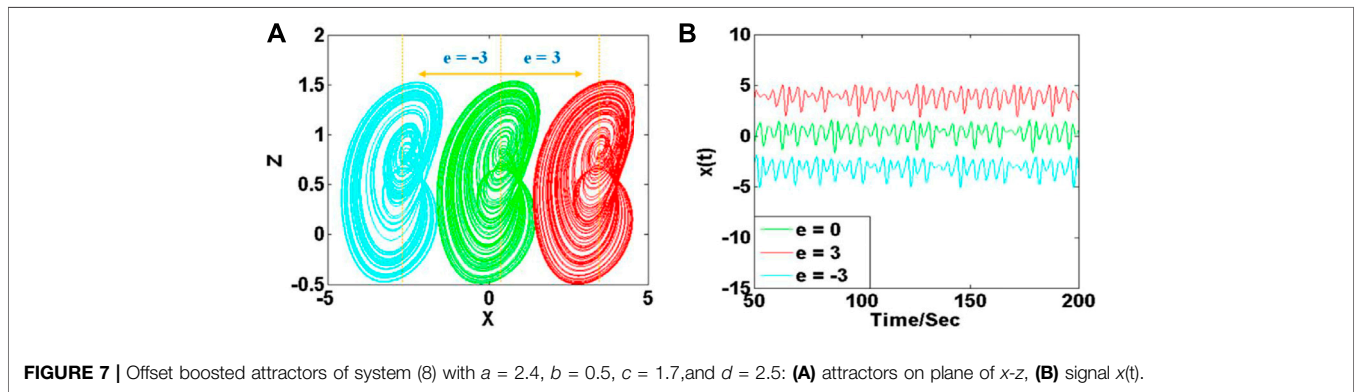 A
2
1.5
1
0.5
0
-0.5
Z
-5
0
5
X
e = -3
e = 3
B
10
5
0
-5
-10
-15
x(t)
50
100
150
200
Time/Sec
e = 0
e = 3
e = -3
FIGURE 7 | Offset boosted attractors of system (8) with a = 2.4, b = 0.5, c = 1.7,and d = 2.5: (A) attractors on plane of x-z, (B) signal x(t).